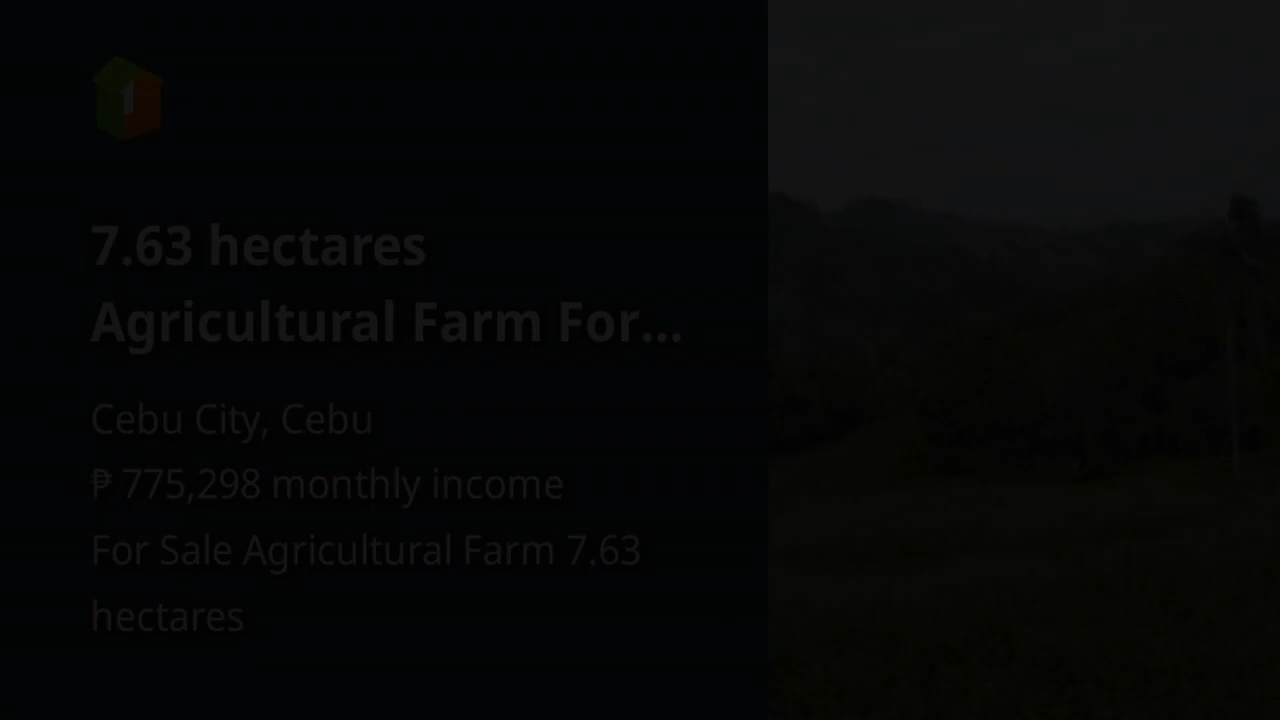 1
7.63 hectares
Agricultural Farm For...
Cebu City, Cebu
₱ 775,298 monthly income
For Sale Agricultural Farm 7.63
hectares